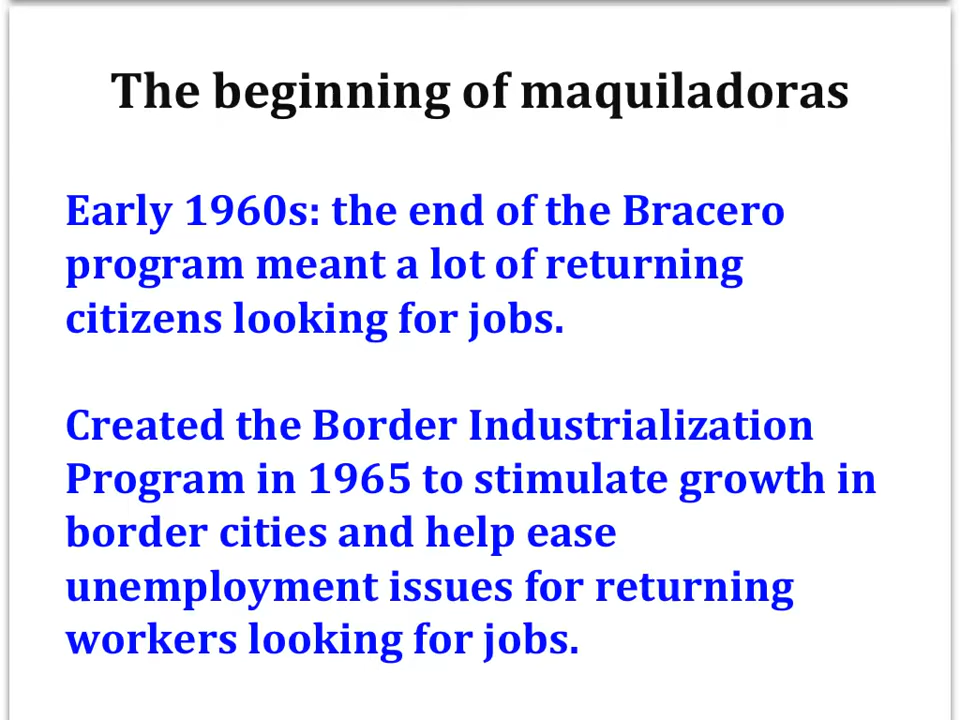 The beginning of maquiladoras
Early 1960s: the end of the Bracero
program meant a lot of returning
citizens looking for jobs.
Created the Border Industrialization
Program in 1965 to stimulate growth in
border cities and help ease
unemployment issues for returning
workers looking for jobs.